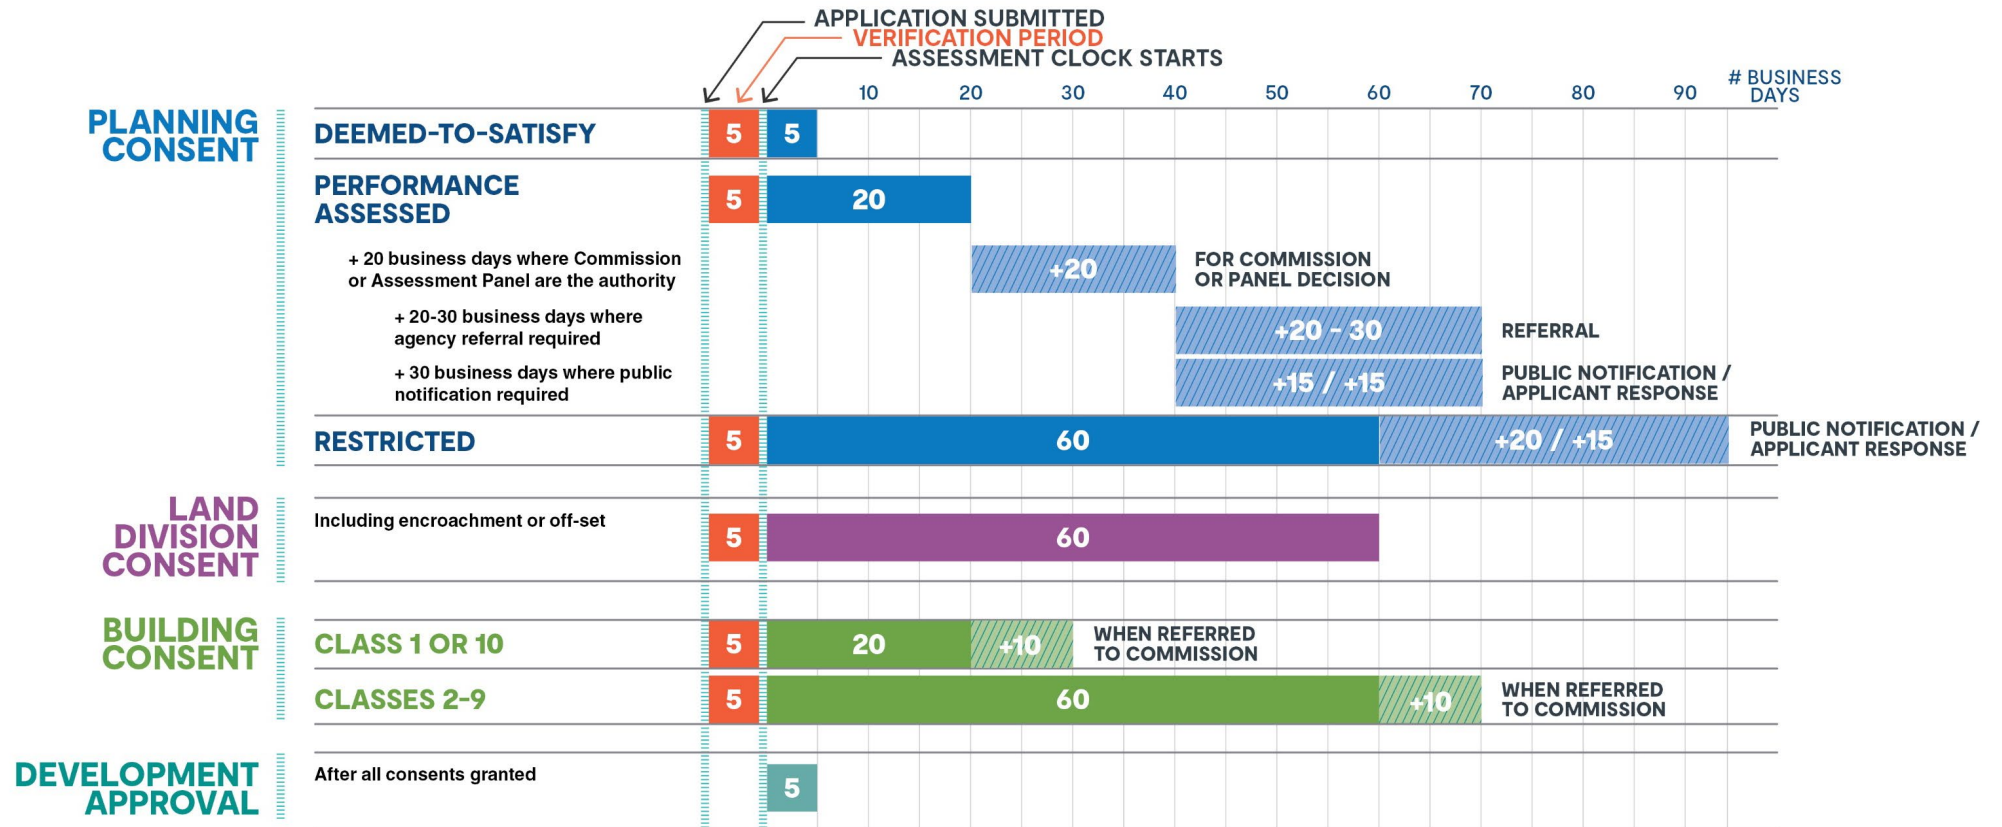 APPLICATION SUBMITTED
VERIFICATION PERIOD
ASSESSMENT CLOCK STARTS
10 20 30 40 50 60 70 80 90
# BUSINESS
DAYS
PLANNING
CONSENT
DEEMED-TO-SATISFY
5 5
PERFORMANCE
ASSESSED
5 20
+ 20 business days where Commission
or Assessment Panel are the authority
+20
FOR COMMISSION
OR PANEL DECISION
+ 20-30 business days where
agency referral required
+20 - 30
REFERRAL
+ 30 business days where public
notification required
+15 / +15
PUBLIC NOTIFICATION /
APPLICANT RESPONSE
RESTRICTED
5 60 +20 / +15
PUBLIC NOTIFICATION /
APPLICANT RESPONSE
LAND
DIVISION
CONSENT
Including encroachment or off-set
5 60
BUILDING
CONSENT
CLASS 1 OR 10
5 20 +10
WHEN REFERRED
TO COMMISSION
CLASSES 2-9
5 60 +10
WHEN REFERRED
TO COMMISSION
DEVELOPMENT
APPROVAL
After all consents granted
5